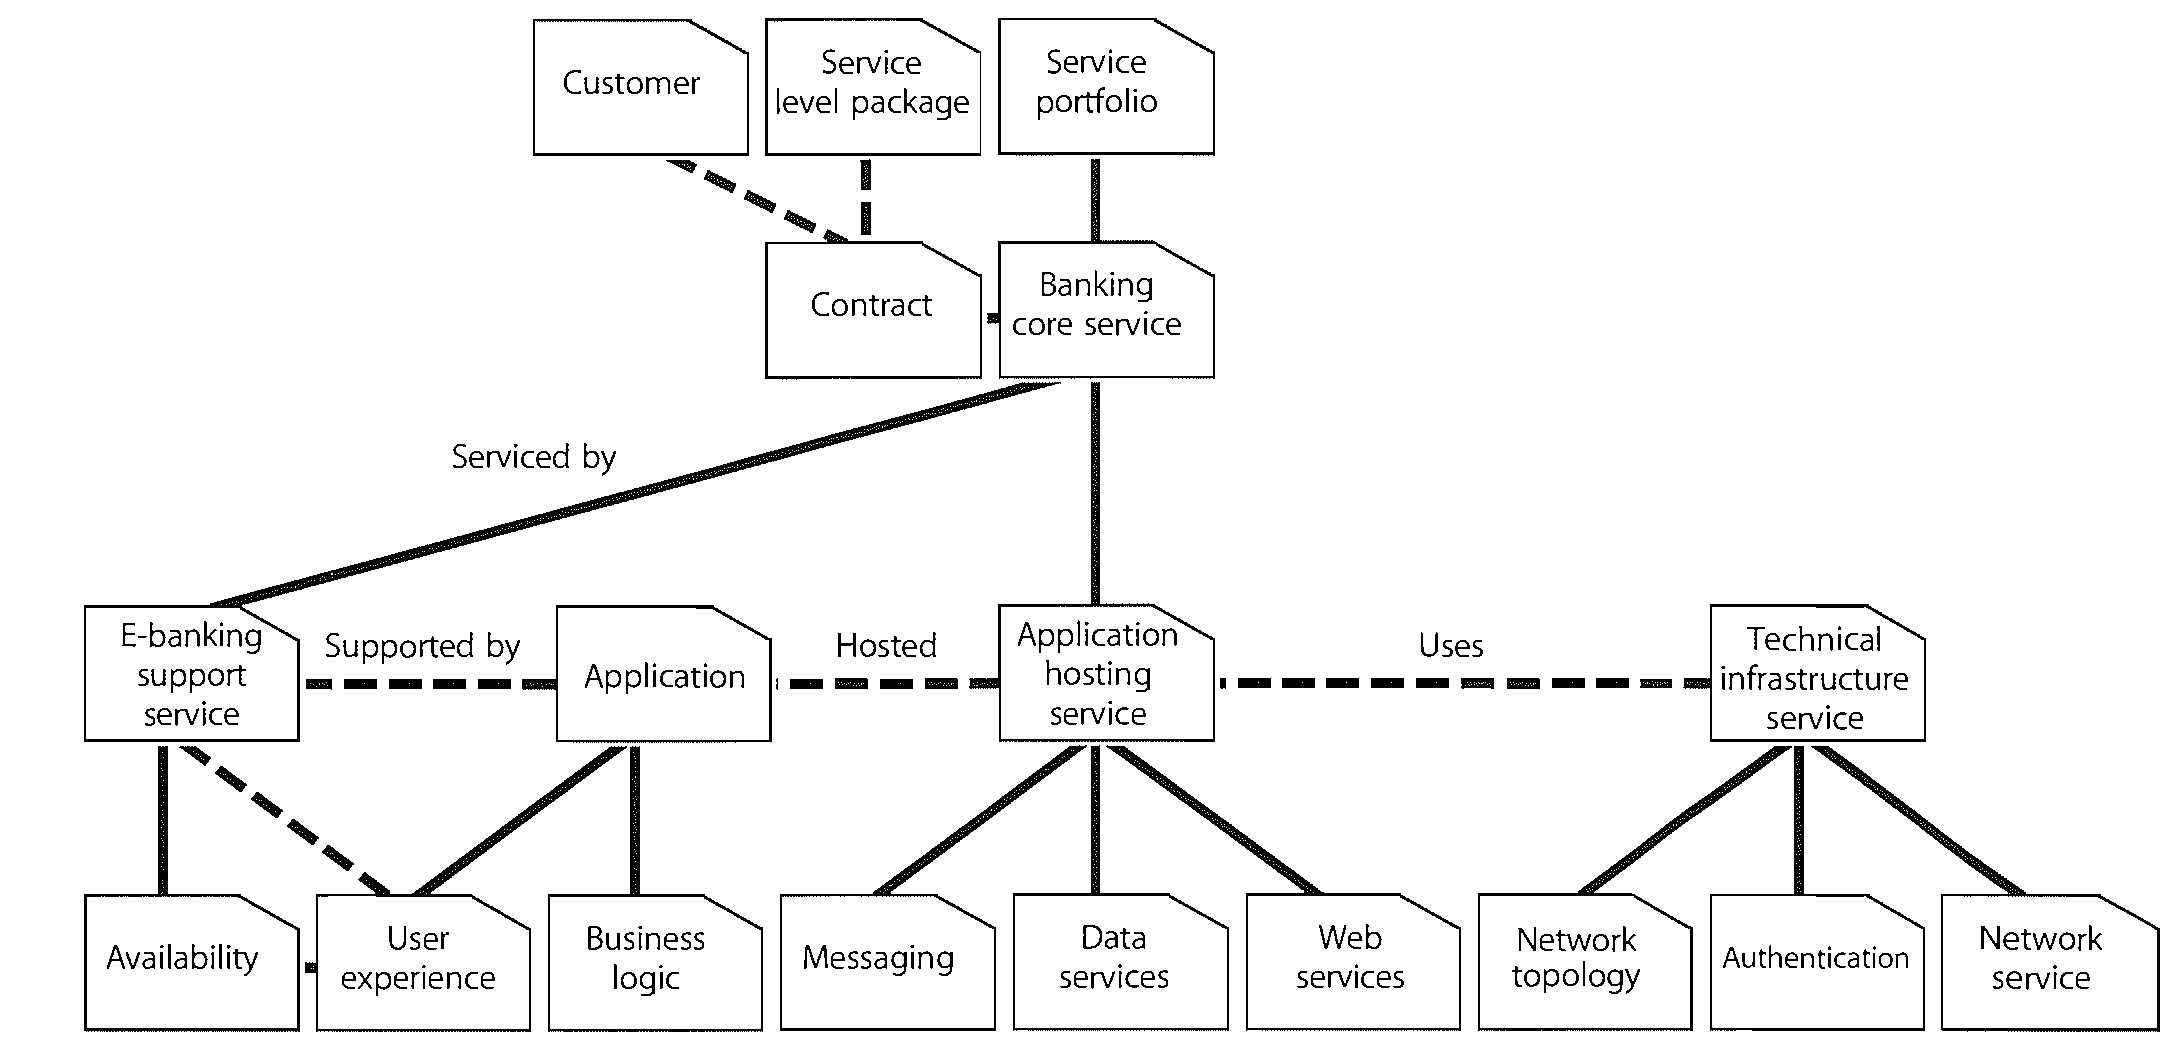 Customer
Service
level package
Service
portfolio
Contract
Banking
core service
Serviced by
E-banking
support
service
Supported by
Application
Hosted
Application
hosting
service
Uses
Technical
infrastructure
service
Availability
User
experience
Business
logic
Messaging
Data
services
Web
services
Network
topology
Authentication
Network
service